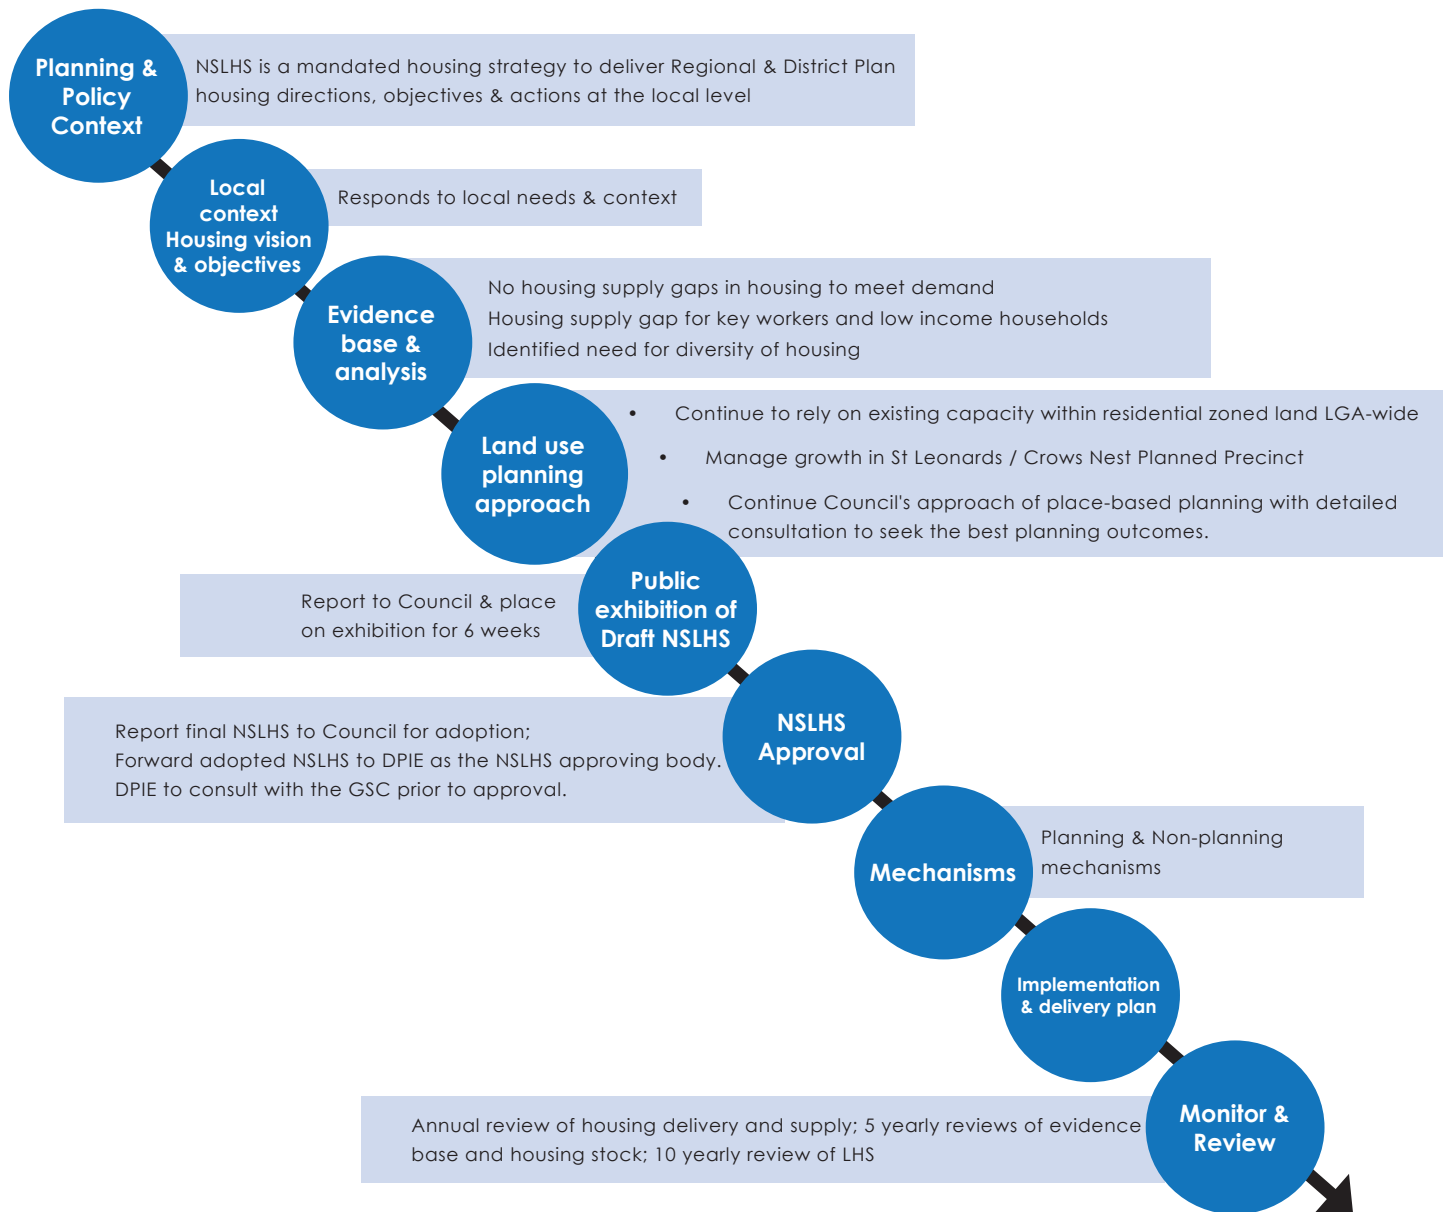 Planning &
Policy
Context
NSLHS is a mandated housing strategy to deliver Regional & District Plan
housing directions, objectives & actions at the local level
Local
context
Housing vision
& objectives
Responds to local needs & context
Evidence
base &
analysis
No housing supply gaps in housing to meet demand
Housing supply gap for key workers and low income households
Identified need for diversity of housing
Land use
planning
approach
• Continue to rely on existing capacity within residential zoned land LGA-wide
• Manage growth in St Leonards / Crows Nest Planned Precinct
• Continue Council's approach of place-based planning with detailed
consultation to seek the best planning outcomes.
Public
exhibition of
Draft NSLHS
Report to Council & place
on exhibition for 6 weeks
NSLHS
Approval
Report final NSLHS to Council for adoption;
Forward adopted NSLHS to DPIE as the NSLHS approving body.
DPIE to consult with the GSC prior to approval.
Mechanisms
Planning & Non-planning
mechanisms
Implementation
& delivery plan
Monitor &
Review
Annual review of housing delivery and supply; 5 yearly reviews of evidence
base and housing stock; 10 yearly review of LHS